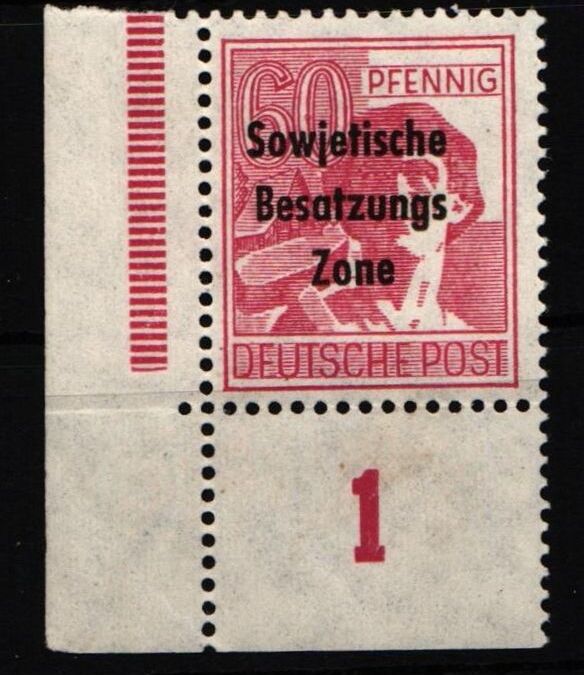 60 PFENNIG
Sowjetische
Besatzungs
Zone
DEUTSCHE POST
1